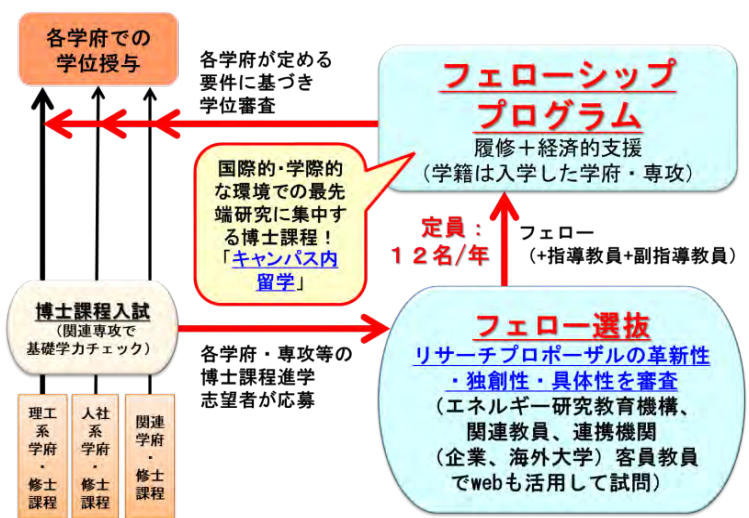 各学府での
学位授与
各学府が定める
要件に基づき
学位審査
フェローシップ
プログラム
履修＋経済的支援
（学籍は入学した学府・専攻）
国際的・学際的
な環境での最先
端研究に集中す
る博士課程！
「キャンパス内
留学」
定員：
１２名/年
フェロー
（+指導教員+副指導教員）
博士課程入試
（関連専攻で
基礎学力チェック）
各学府・専攻等の
博士課程進学
志望者が応募
フェロー選抜
リサーチプロポーザルの革新性
・独創性・具体性を審査
（エネルギー研究教育機構、
関連教員、連携機関
（企業、海外大学）客員教員
でwebも活用して試問）
理工
系
学府
・
修士
課程
人社
系
学府
・
修士
課程
関連
学府
・
修士
課程